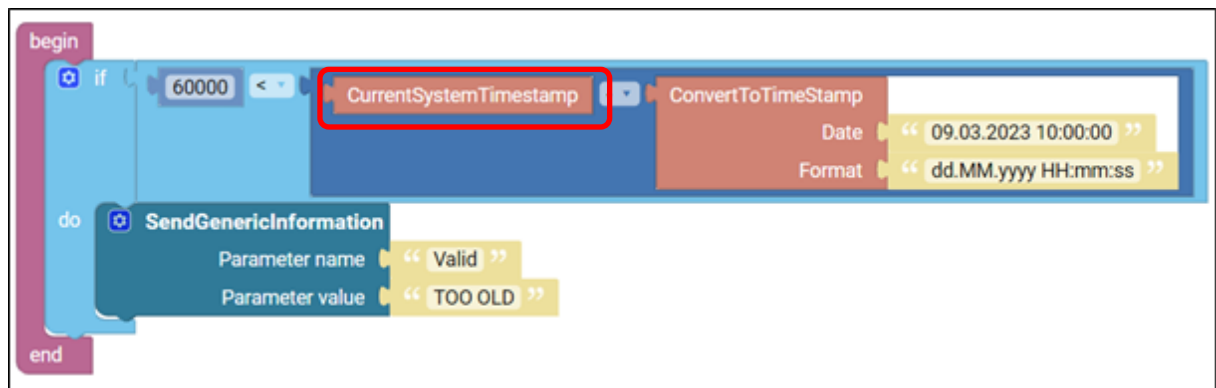 begin
if 60000 < CurrentSystemTimestamp ConvertToTimeStamp
Date “ 09.03.2023 10:00:00 ”
Format “ dd.MM.yyyy HH:mm:ss ”
do SendGenericInformation
Parameter name “ Valid ”
Parameter value “ TOO OLD ”
end